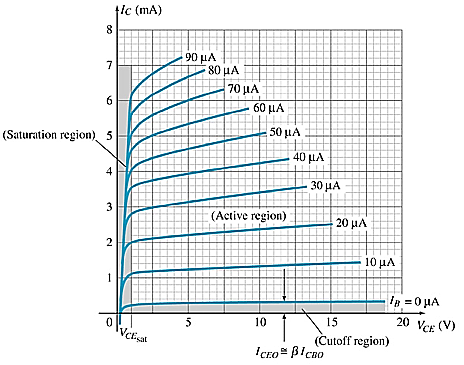 I_C (mA)
8
7
6
5
4
3
2
1
0
90 µA
80 µA
70 µA
60 µA
50 µA
40 µA
30 µA
20 µA
10 µA
I_B = 0 µA
(Saturation region)
(Active region)
(Cutoff region)
5
10
15
20
V_CE (V)
V_CEsat
I_CEO ≅ β I_CBO